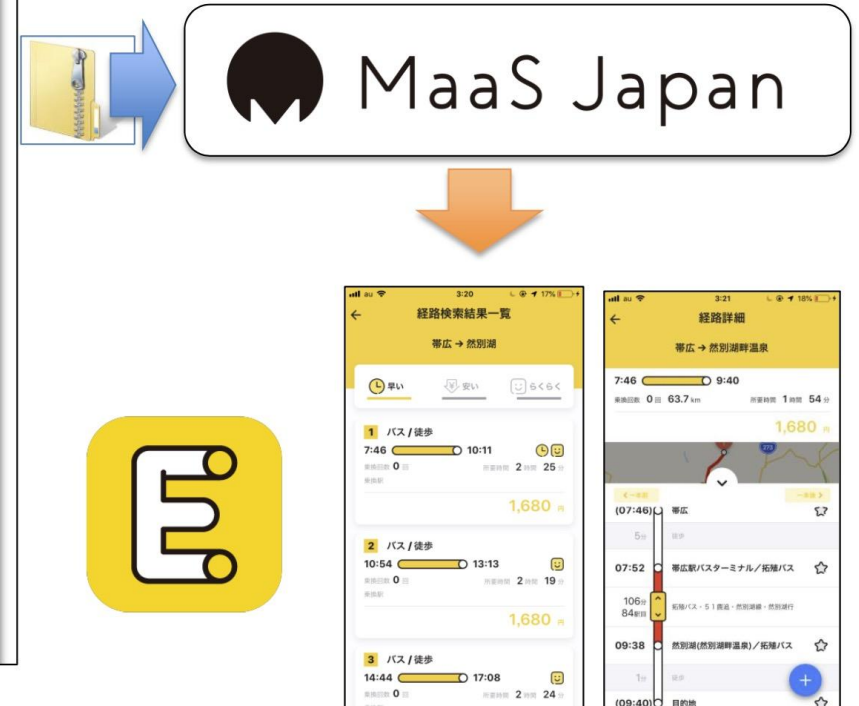 MaaS Japan
au 3:20 17%
経路検索結果一覧
帯広 → 然別湖
早い 安い らくらく
1 バス / 徒歩
7:46 10:11
乗換回数 0 回 所要時間 2 時間 25 分
乗換駅
1,680 円
2 バス / 徒歩
10:54 13:13
乗換回数 0 回 所要時間 2 時間 19 分
乗換駅
1,680 円
3 バス / 徒歩
14:44 17:08
乗換回数 0 回 所要時間 2 時間 24 分
au 3:21 18%
経路詳細
帯広 → 然別湖畔温泉
7:46 9:40
乗換回数 0 回 63.7 km 所要時間 1 時間 54 分
1,680 円
273
(07:46) 帯広
5分 徒歩
07:52 帯広駅バスターミナル／拓殖バス
106分
84駅目
拓殖バス・51鹿追・然別湖線・然別湖行
09:38 然別湖(然別湖畔温泉)／拓殖バス
1分 徒歩
(09:40) 目的地
E